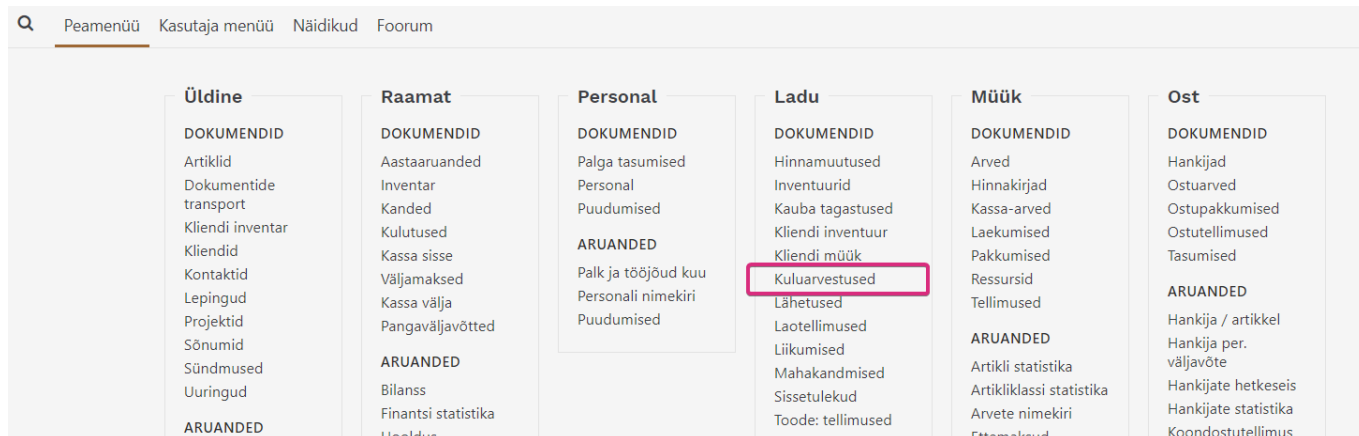 Peamenüü Kasutaja menüü Näidikud Foorum
Üldine
DOKUMENDID
Artiklid
Dokumentide
transport
Kliendi inventar
Kliendid
Kontaktid
Lepingud
Projektid
Sõnumid
Sündmused
Uuringud
ARUANDED
Raamat
DOKUMENDID
Aastaaruanded
Inventar
Kanded
Kulutused
Kassa sisse
Väljamaksed
Kassa välja
Pangaväljavõtted
ARUANDED
Bilanss
Finantsi statistika
Hooldus
Personal
DOKUMENDID
Palga tasumised
Personal
Puudumised
ARUANDED
Palk ja tööjõud kuu
Personali nimekiri
Puudumised
Ladu
DOKUMENDID
Hinnamuutused
Inventuurid
Kauba tagastused
Kliendi inventuur
Kliendi müük
Kuluarvestused
Lähetused
Laotellimused
Liikumised
Mahakandmised
Sissetulekud
Toode: tellimused
Müük
DOKUMENDID
Arved
Hinnakirjad
Kassa-arved
Laekumised
Pakkumised
Ressursid
Tellimused
ARUANDED
Artikli statistika
Artikliklassi statistika
Arvete nimekiri
Ettemaksud
Ost
DOKUMENDID
Hankijad
Ostuarved
Ostupakkumised
Ostutellimused
Tasumised
ARUANDED
Hankija / artikkel
Hankija per.
väljavõte
Hankijate hetkeseis
Hankijate statistika
Koondostutellimus